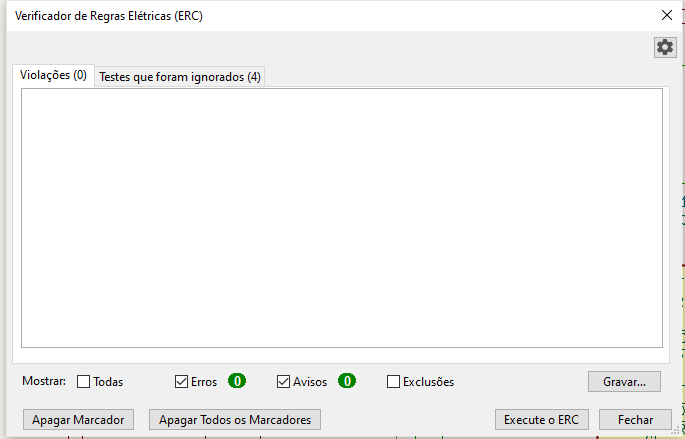 Verificador de Regras Elétricas (ERC)
Violações (0) Testes que foram ignorados (4)
Mostrar: Todas Erros 0 Avisos 0 Exclusões Gravar...
Apagar Marcador Apagar Todos os Marcadores Execute o ERC Fechar